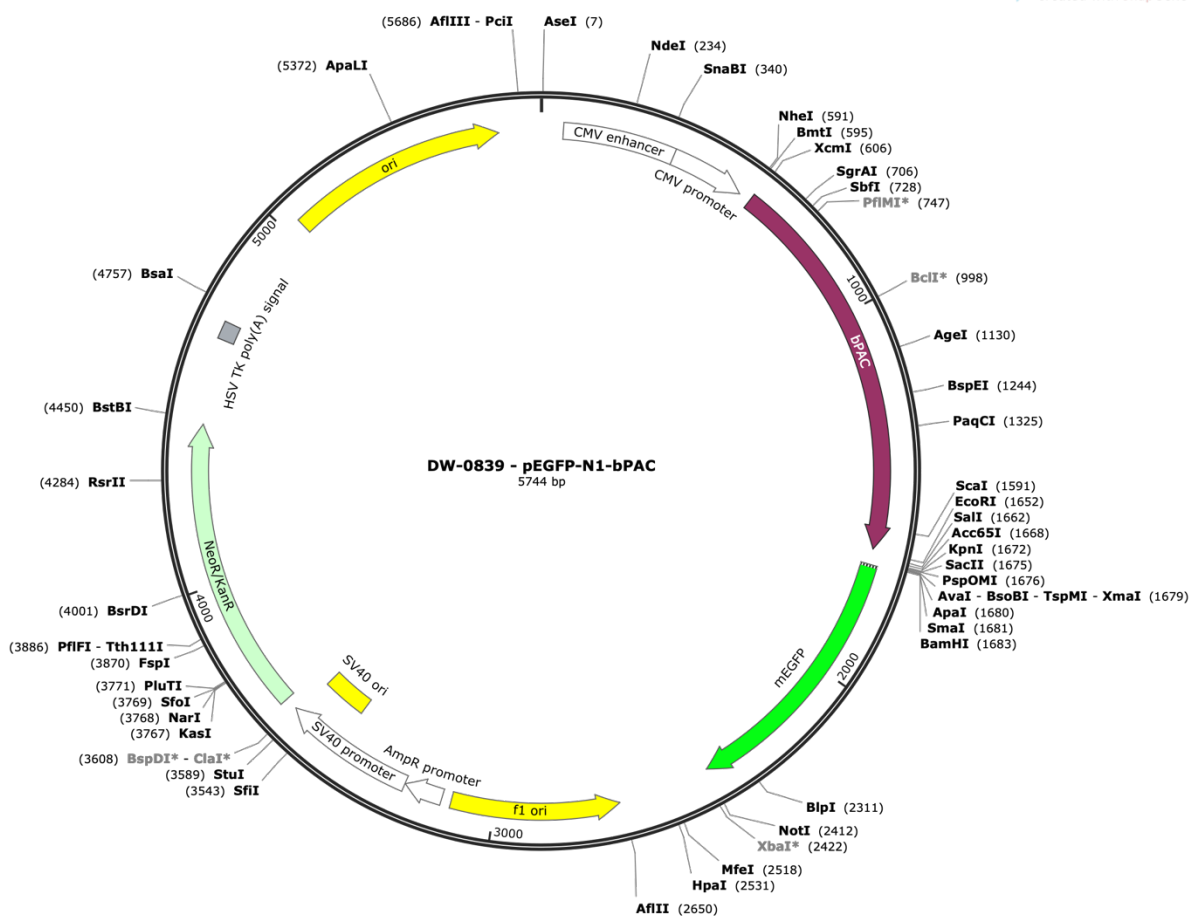 (5686) AflIII - PciI
AseI (7)
(5372) ApaLI
NdeI (234)
SnaBI (340)
NheI (591)
BmtI (595)
XcmI (606)
SgrAI (706)
SbfI (728)
PflMI* (747)
BclI* (998)
AgeI (1130)
BspEI (1244)
PaqCI (1325)
ScaI (1591)
EcoRI (1652)
SalI (1662)
Acc65I (1668)
KpnI (1672)
SacII (1675)
PspOMI (1676)
AvaI - BsoBI - TspMI - XmaI (1679)
ApaI (1680)
SmaI (1681)
BamHI (1683)
BlpI (2311)
NotI (2412)
XbaI* (2422)
MfeI (2518)
HpaI (2531)
AflII (2650)
(4757) BsaI
(4450) BstBI
(4284) RsrII
(4001) BsrDI
(3886) PflFI - Tth111I
(3870) FspI
(3771) PluTI
(3769) SfoI
(3768) NarI
(3767) KasI
(3608) BspDI* - ClaI*
(3589) StuI
(3543) SfiI
CMV enhancer
CMV promoter
bPAC
mEGFP
f1 ori
AmpR promoter
SV40 promoter
SV40 ori
NeoR/KanR
HSV TK poly(A) signal
ori
1000
2000
3000
4000
5000
DW-0839 - pEGFP-N1-bPAC
5744 bp